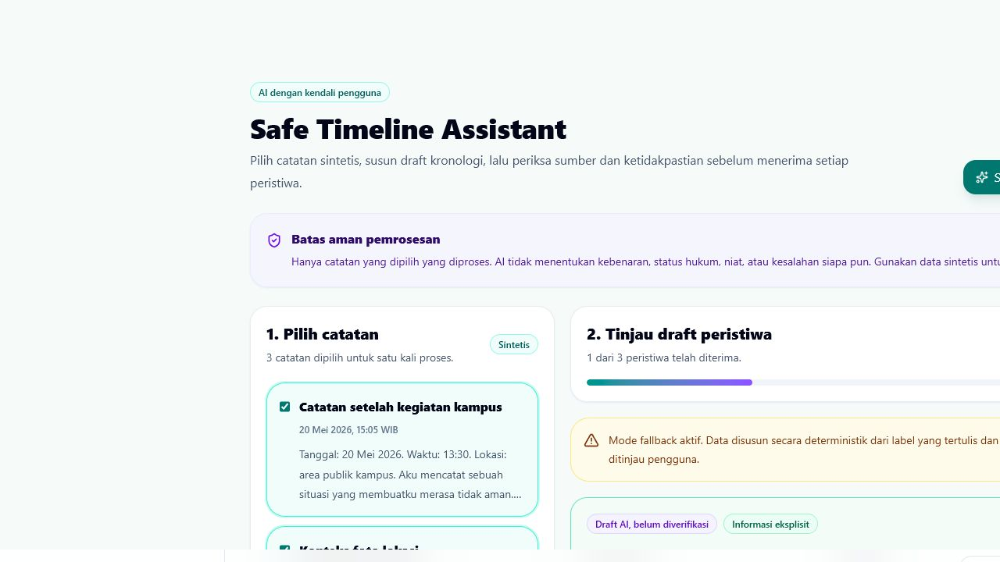 AI dengan kendali pengguna
Safe Timeline Assistant
Pilih catatan sintetis, susun draft kronologi, lalu periksa sumber dan ketidakpastian sebelum menerima setiap
peristiwa.
Batas aman pemrosesan
Hanya catatan yang dipilih yang diproses. AI tidak menentukan kebenaran, status hukum, niat, atau kesalahan siapa pun. Gunakan data sintetis
1. Pilih catatan
Sintetis
3 catatan dipilih untuk satu kali proses.
Catatan setelah kegiatan kampus
20 Mei 2026, 15:05 WIB
Tanggal: 20 Mei 2026. Waktu: 13:30. Lokasi:
area publik kampus. Aku mencatat sebuah
situasi yang membuatku merasa tidak aman....
2. Tinjau draft peristiwa
1 dari 3 peristiwa telah diterima.
Mode fallback aktif. Data disusun secara deterministik dari label yang tertulis dan
ditinjau pengguna.
Draft AI, belum diverifikasi
Informasi eksplisit